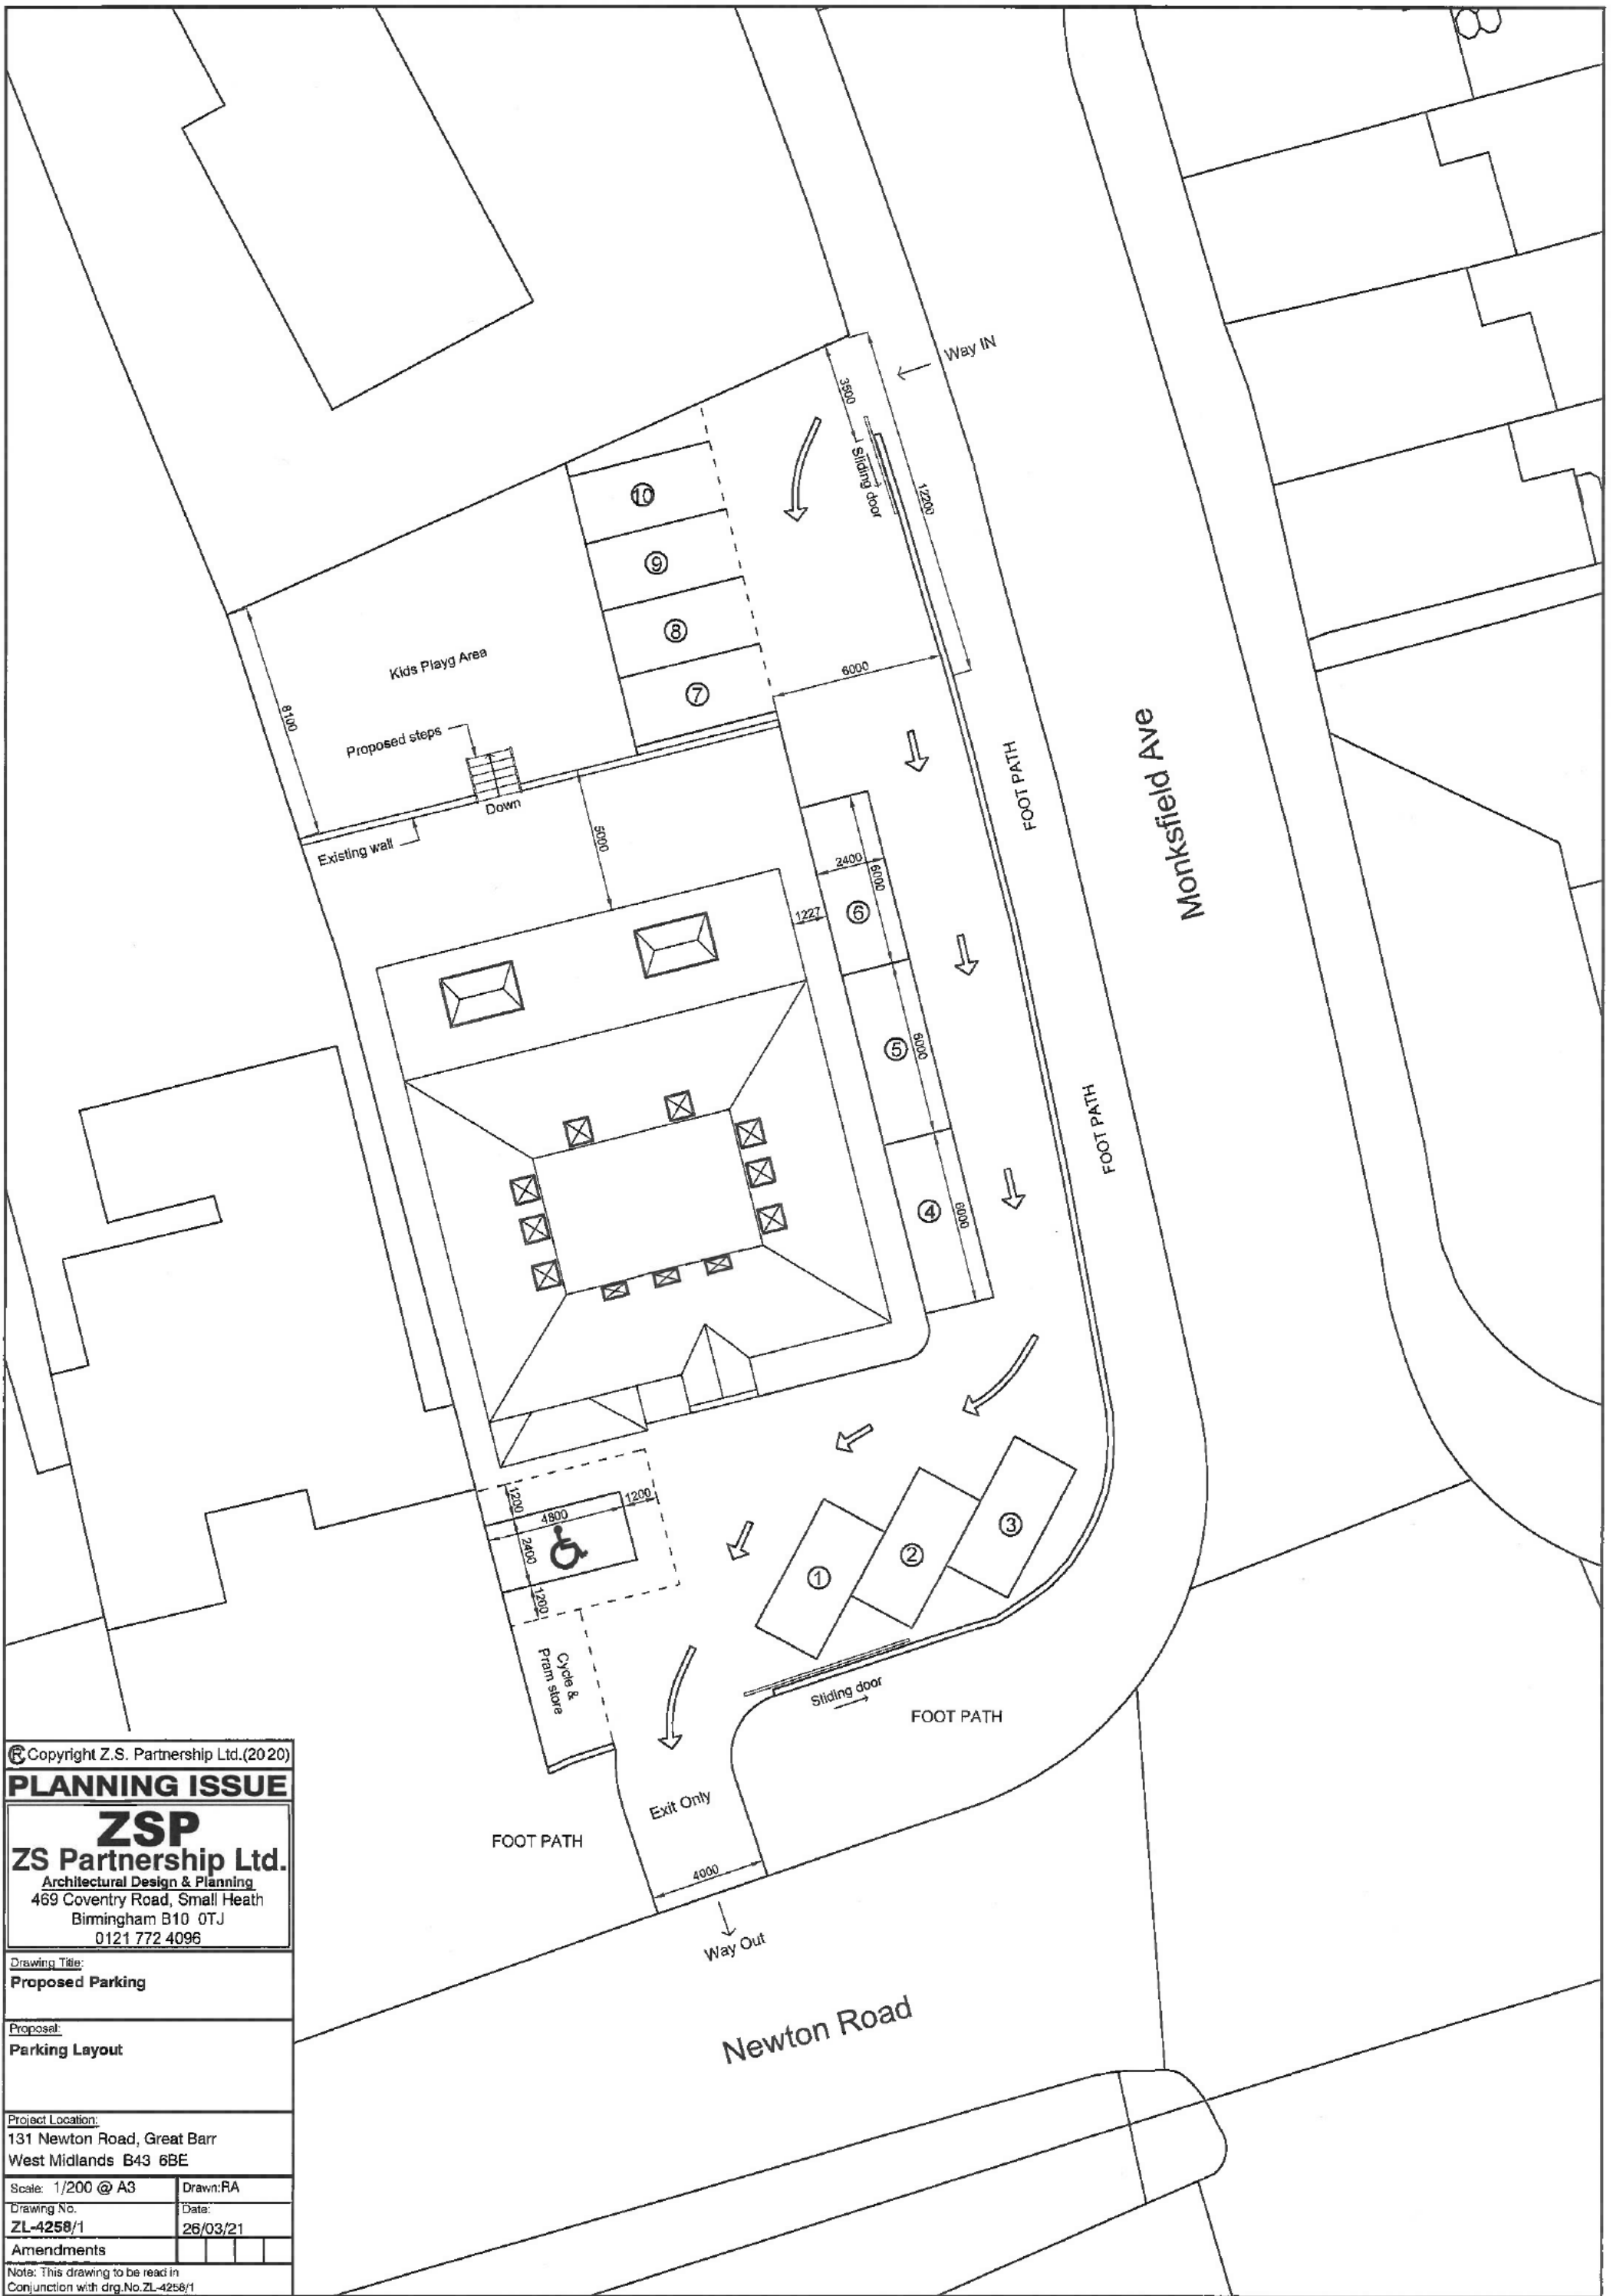 Way IN
3500
Sliding door
12200
10
9
8
7
6000
Kids Playg Area
8100
Proposed steps
Down
Existing wall
5000
FOOT PATH
Monksfield Ave
2400
6000
1227
6
5
6000
FOOT PATH
4
6000
1200
4800
1200
2400
1200
3
2
1
Cycle &
Pram store
Sliding door
FOOT PATH
Exit Only
FOOT PATH
4000
Way Out
Newton Road
® Copyright Z.S. Partnership Ltd.(2020)
PLANNING ISSUE
ZSP
ZS Partnership Ltd.
Architectural Design & Planning
469 Coventry Road, Small Heath
Birmingham B10 0TJ
0121 772 4096
Drawing Title:
Proposed Parking
Proposal:
Parking Layout
Project Location:
131 Newton Road, Great Barr
West Midlands B43 6BE
Scale: 1/200 @ A3
Drawn:RA
Drawing No.
ZL-4258/1
Date:
26/03/21
Amendments
Note: This drawing to be read in
Conjunction with drg.No.ZL-4258/1